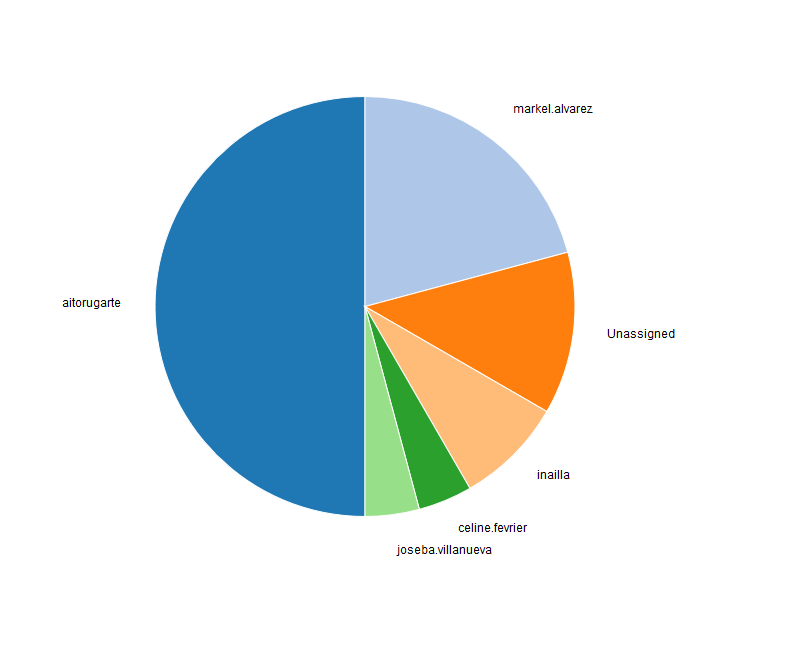 markel.alvarez
aitorugarte
Unassigned
inailla
celine.fevrier
joseba.villanueva